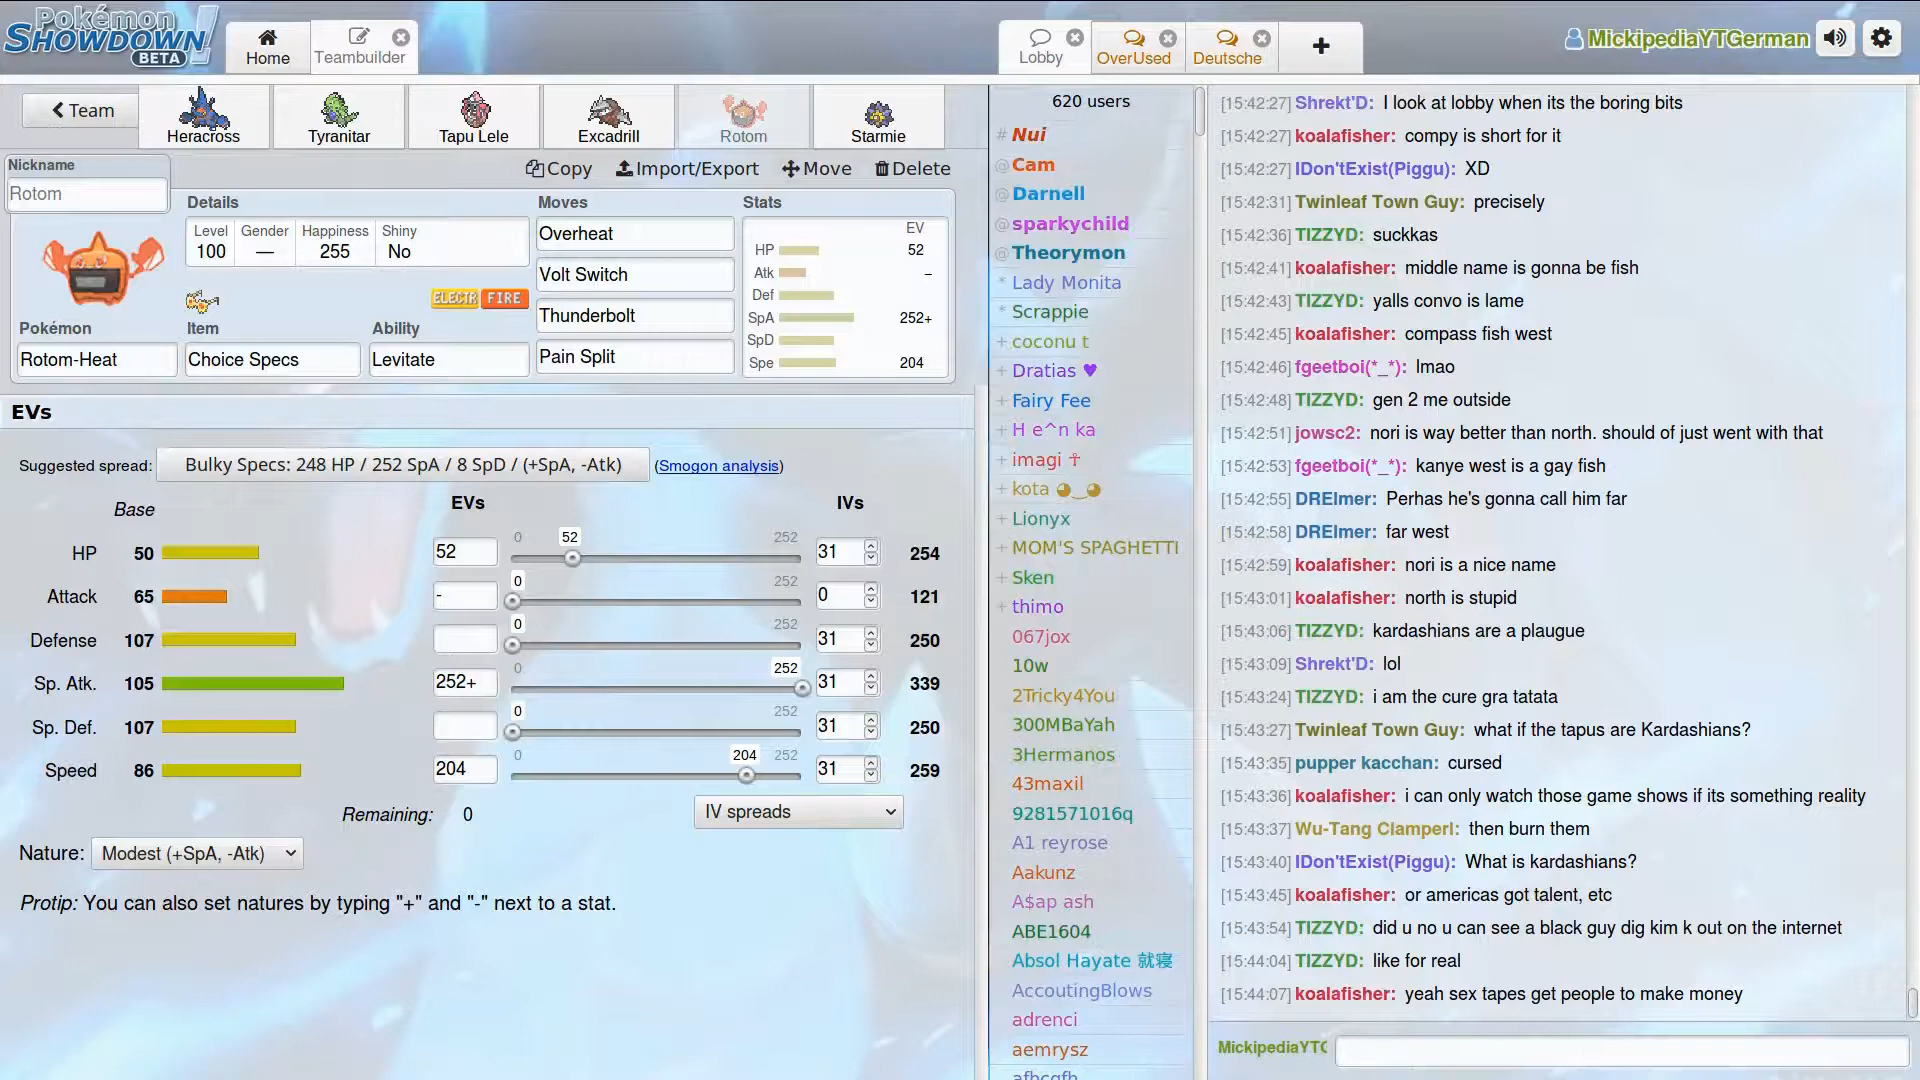 Pokémon
SHOWDOWN!
BETA
Home
Teambuilder
Lobby
OverUsed
Deutsche
+
MickipediaYTGerman
Team
Heracross
Tyranitar
Tapu Lele
Excadrill
Rotom
Starmie
Copy
Import/Export
Move
Delete
Nickname
Rotom
Details
Level
Gender
Happiness
Shiny
100
—
255
No
ELECTR
FIRE
Pokémon
Item
Ability
Rotom-Heat
Choice Specs
Levitate
Moves
Overheat
Volt Switch
Thunderbolt
Pain Split
Stats
EV
HP 52
Atk –
Def
SpA 252+
SpD
Spe 204
EVs
Suggested spread: Bulky Specs: 248 HP / 252 SpA / 8 SpD / (+SpA, -Atk) (Smogon analysis)
Base EVs IVs
HP 50 52 0 52 252 31 254
Attack 65 - 0 252 0 121
Defense 107 0 252 31 250
Sp. Atk. 105 252+ 0 252 31 339
Sp. Def. 107 0 252 31 250
Speed 86 204 0 204 252 31 259
Remaining: 0
IV spreads
Nature: Modest (+SpA, -Atk)
Protip: You can also set natures by typing "+" and "-" next to a stat.
620 users
# Nui
@ Cam
@ Darnell
@ sparkychild
@ Theorymon
* Lady Monita
* Scrappie
+ coconu t
+ Dratias ♥
+ Fairy Fee
+ H e^n ka
+ imagi ☥
+ kota ◕‿◕
+ Lionyx
+ MOM'S SPAGHETTI
+ Sken
+ thimo
067jox
10w
2Tricky4You
300MBaYah
3Hermanos
43maxil
9281571016q
A1 reyrose
Aakunz
A$ap ash
ABE1604
Absol Hayate 就寝
AccoutingBlows
adrenci
aemrysz
afbcgfh
[15:42:27] Shrekt'D: I look at lobby when its the boring bits
[15:42:27] koalafisher: compy is short for it
[15:42:27] IDon'tExist(Piggu): XD
[15:42:31] Twinleaf Town Guy: precisely
[15:42:36] TIZZYD: suckkas
[15:42:41] koalafisher: middle name is gonna be fish
[15:42:43] TIZZYD: yalls convo is lame
[15:42:45] koalafisher: compass fish west
[15:42:46] fgeetboi(*_*): lmao
[15:42:48] TIZZYD: gen 2 me outside
[15:42:51] jowsc2: nori is way better than north. should of just went with that
[15:42:53] fgeetboi(*_*): kanye west is a gay fish
[15:42:55] DRElmer: Perhas he's gonna call him far
[15:42:58] DRElmer: far west
[15:42:59] koalafisher: nori is a nice name
[15:43:01] koalafisher: north is stupid
[15:43:06] TIZZYD: kardashians are a plaugue
[15:43:09] Shrekt'D: lol
[15:43:24] TIZZYD: i am the cure gra tatata
[15:43:27] Twinleaf Town Guy: what if the tapus are Kardashians?
[15:43:35] pupper kacchan: cursed
[15:43:36] koalafisher: i can only watch those game shows if its something reality
[15:43:37] Wu-Tang Clamperl: then burn them
[15:43:40] IDon'tExist(Piggu): What is kardashians?
[15:43:45] koalafisher: or americas got talent, etc
[15:43:54] TIZZYD: did u no u can see a black guy dig kim k out on the internet
[15:44:04] TIZZYD: like for real
[15:44:07] koalafisher: yeah sex tapes get people to make money
MickipediaYTG